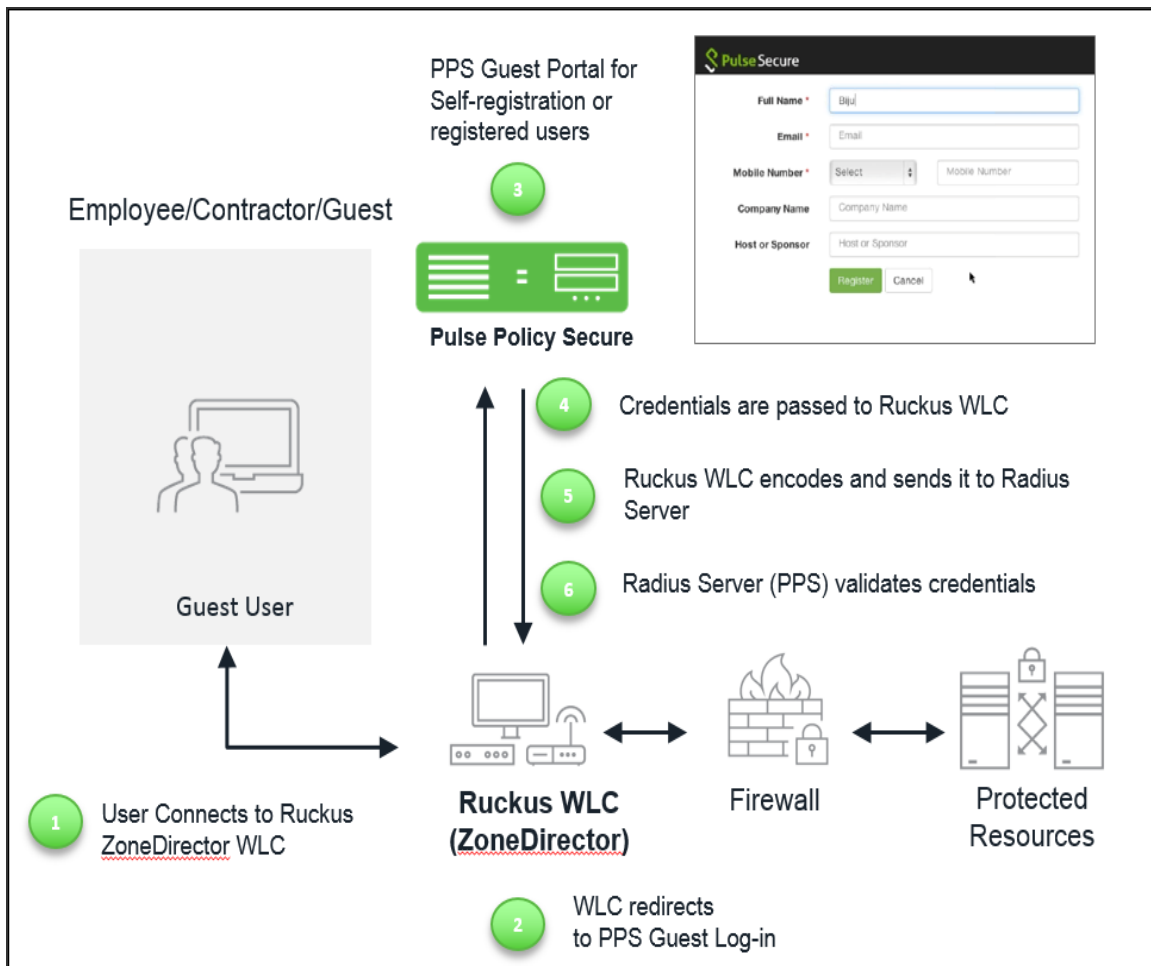 PPS Guest Portal for
Self-registration or
registered users
3
Pulse Secure
Full Name *
Biju
Email *
Email
Mobile Number *
Select
Mobile Number
Company Name
Company Name
Host or Sponsor
Host or Sponsor
Register
Cancel
Employee/Contractor/Guest
Guest User
Pulse Policy Secure
4
Credentials are passed to Ruckus WLC
5
Ruckus WLC encodes and sends it to Radius
Server
6
Radius Server (PPS) validates credentials
1
User Connects to Ruckus
ZoneDirector WLC
Ruckus WLC
(ZoneDirector)
Firewall
Protected
Resources
2
WLC redirects
to PPS Guest Log-in